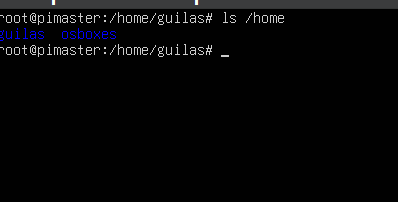 root@pimaster:/home/guilas# ls /home
guilas  osboxes
root@pimaster:/home/guilas# _